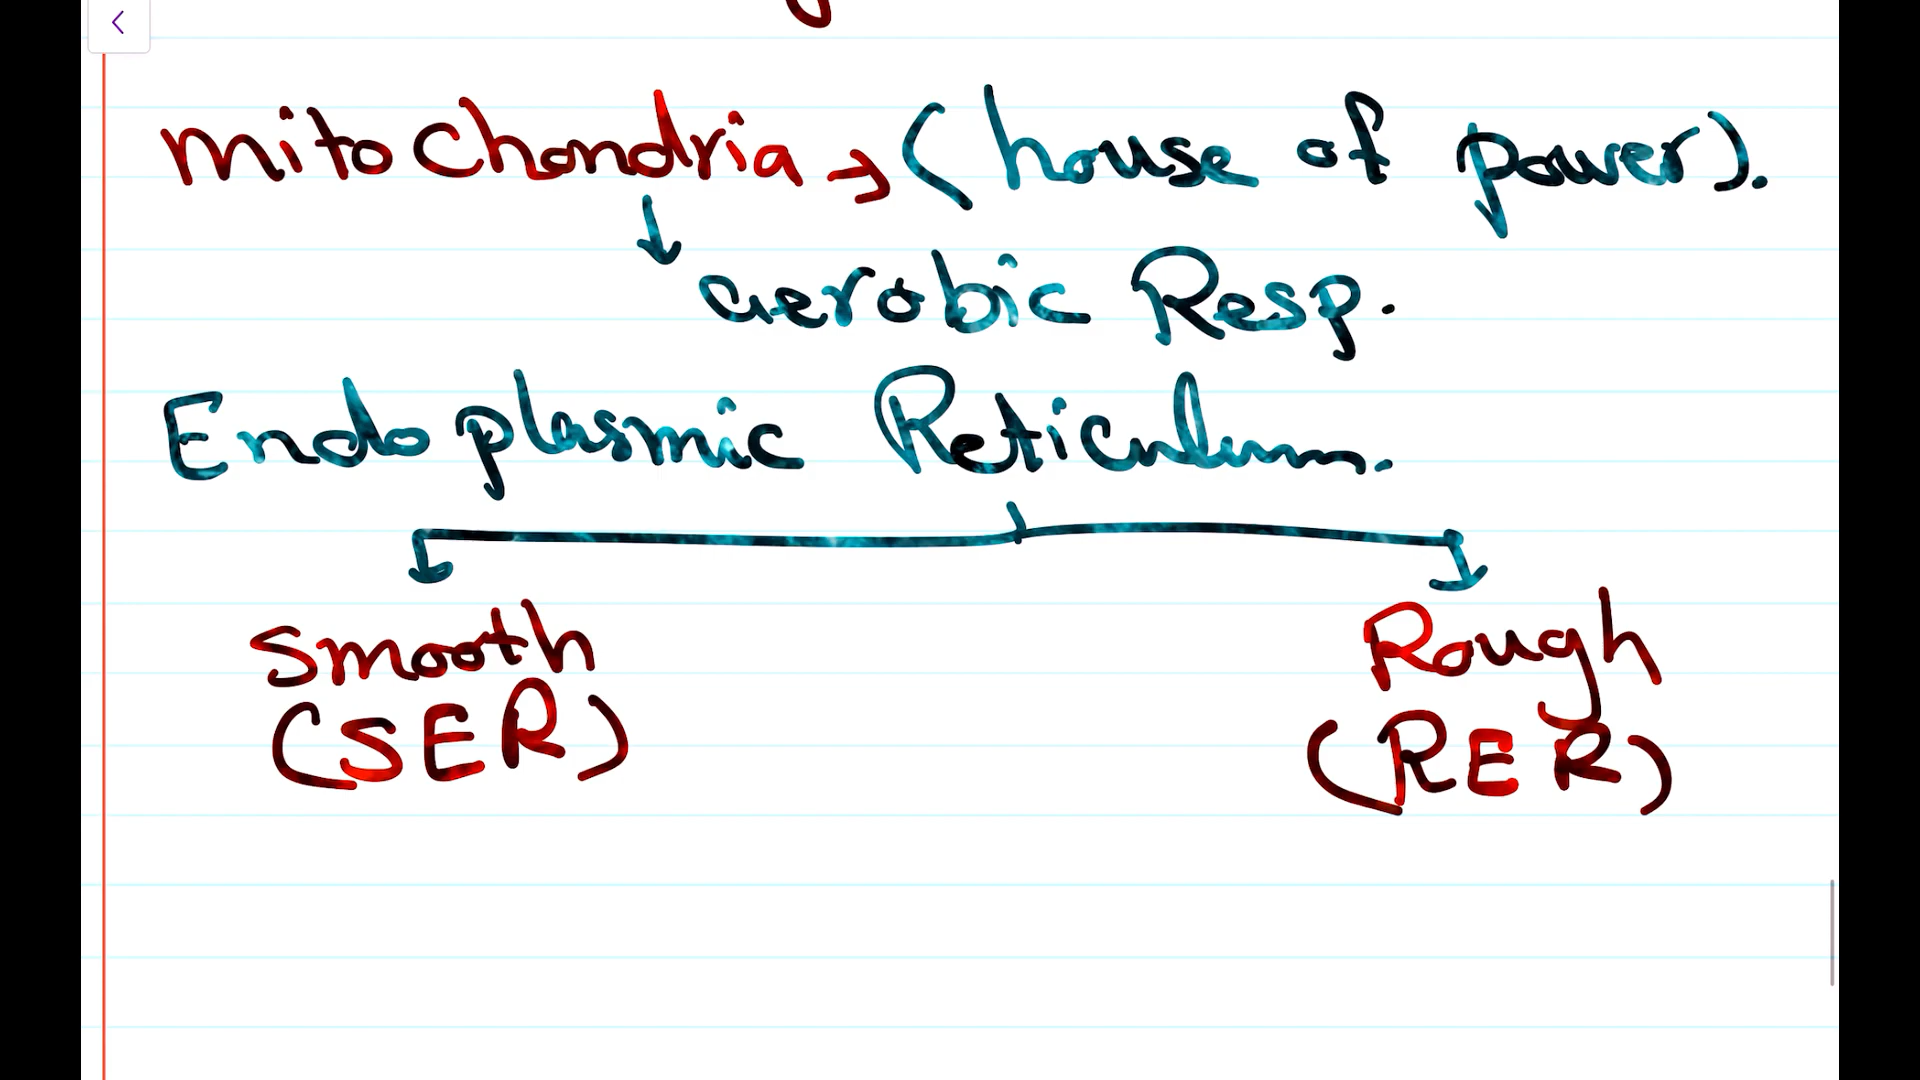 Mitochondria → (house of power).
↓ aerobic Resp.
Endoplasmic Reticulum.
Smooth Rough
(SER) (RER)